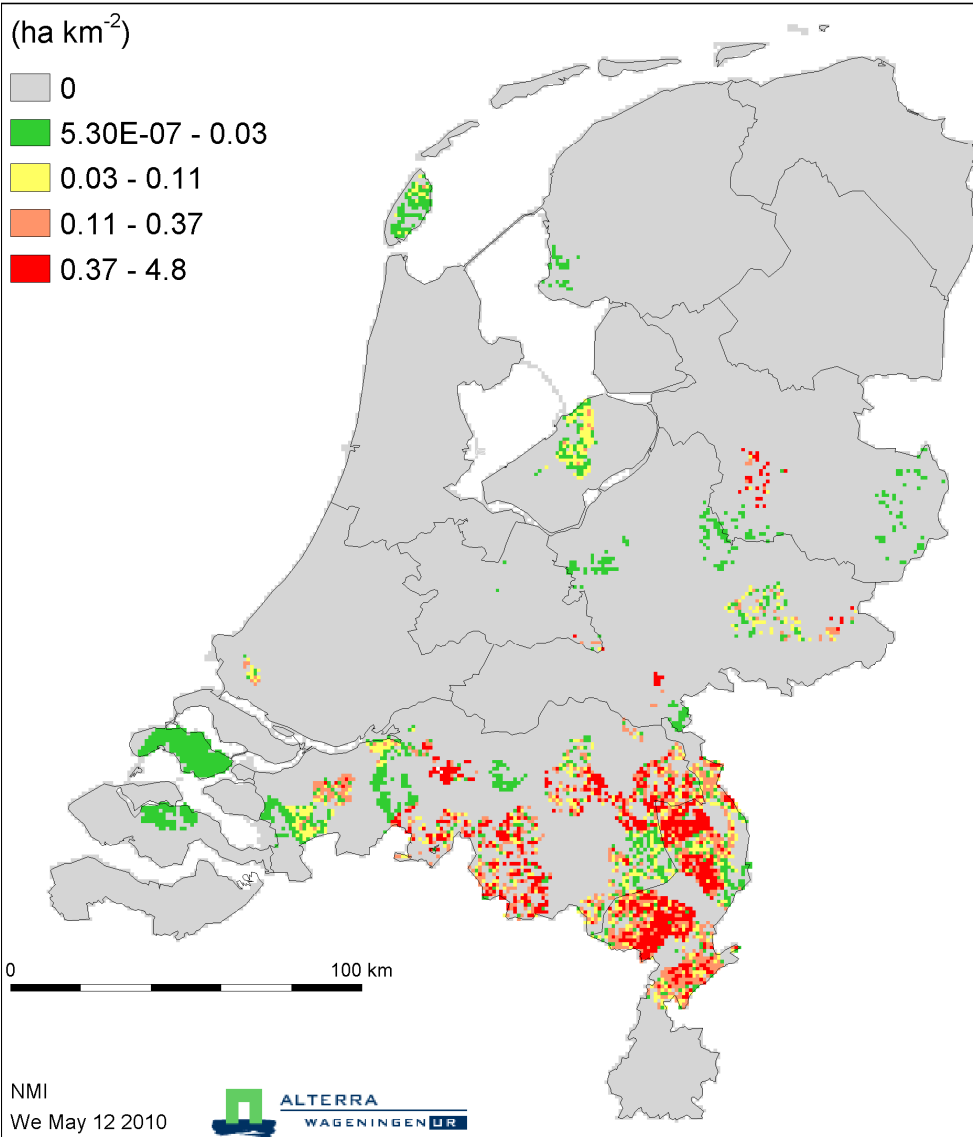 (ha km-2)
0
5.30E-07 - 0.03
0.03 - 0.11
0.11 - 0.37
0.37 - 4.8
0 100 km
NMI
We May 12 2010
ALTERRA
WAGENINGEN UR